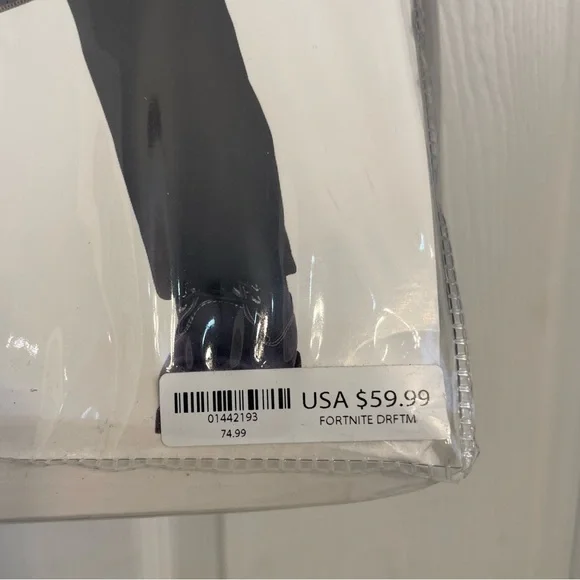 USA $59.99
01442193
FORTNITE DRFTM
74.99